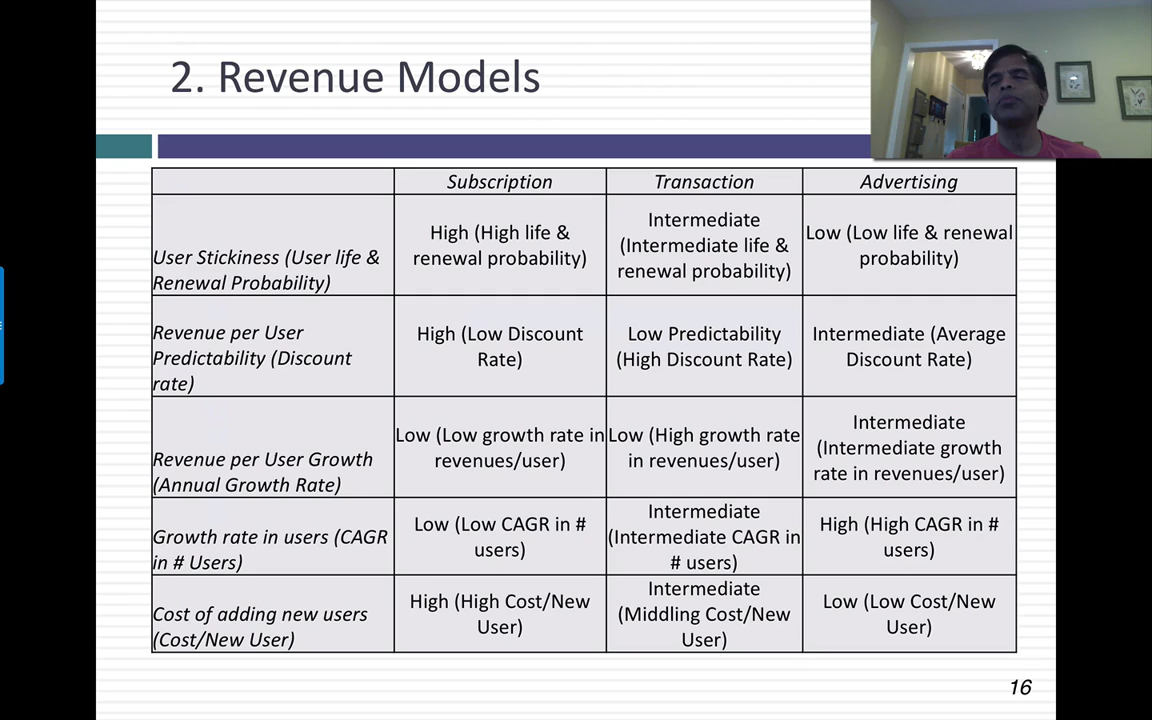 2. Revenue Models
Subscription
Transaction
Advertising
User Stickiness (User life &
Renewal Probability)
High (High life &
renewal probability)
Intermediate
(Intermediate life &
renewal probability)
Low (Low life & renewal
probability)
Revenue per User
Predictability (Discount
rate)
High (Low Discount
Rate)
Low Predictability
(High Discount Rate)
Intermediate (Average
Discount Rate)
Revenue per User Growth
(Annual Growth Rate)
Low (Low growth rate in
revenues/user)
Low (High growth rate
in revenues/user)
Intermediate
(Intermediate growth
rate in revenues/user)
Growth rate in users (CAGR
in # Users)
Low (Low CAGR in #
users)
Intermediate
(Intermediate CAGR in
# users)
High (High CAGR in #
users)
Cost of adding new users
(Cost/New User)
High (High Cost/New
User)
Intermediate
(Middling Cost/New
User)
Low (Low Cost/New
User)
16